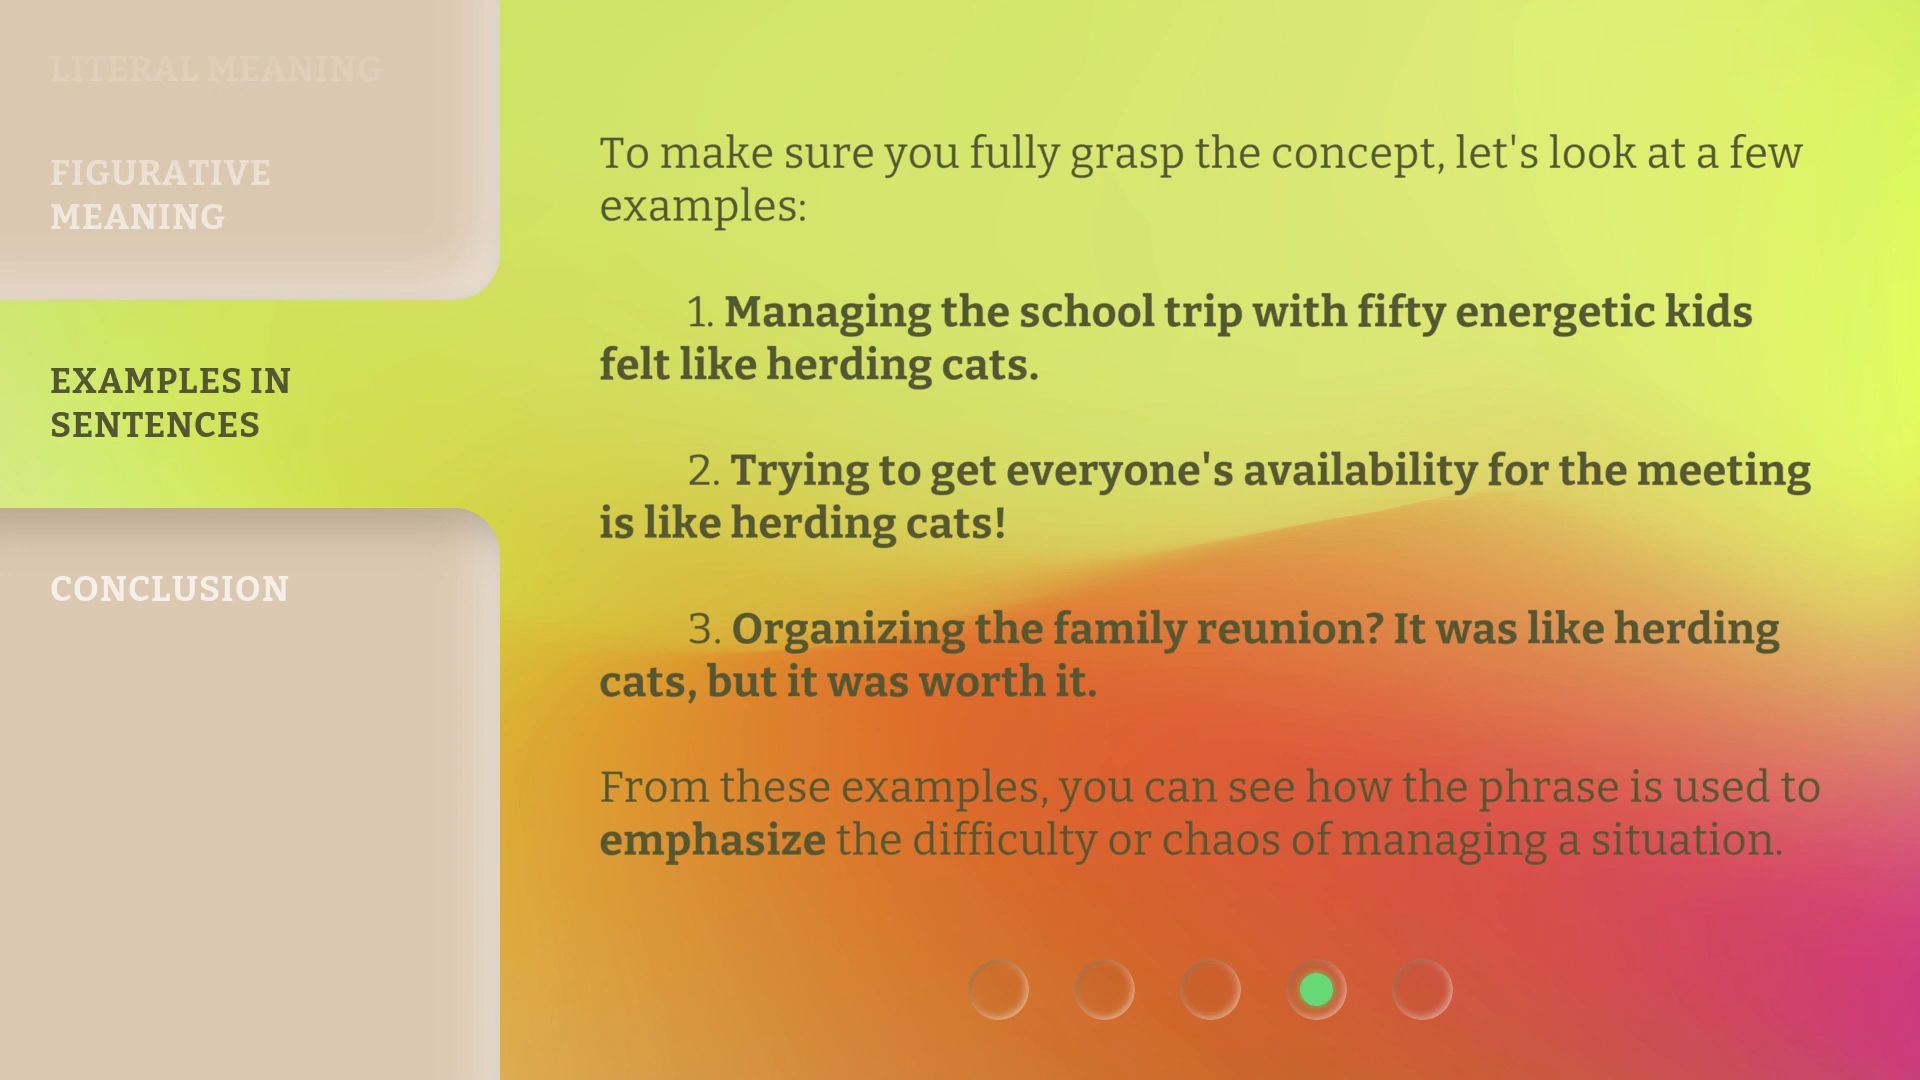 LITERAL MEANING
FIGURATIVE
MEANING
EXAMPLES IN
SENTENCES
CONCLUSION
To make sure you fully grasp the concept, let's look at a few
examples:
1. Managing the school trip with fifty energetic kids
felt like herding cats.
2. Trying to get everyone's availability for the meeting
is like herding cats!
3. Organizing the family reunion? It was like herding
cats, but it was worth it.
From these examples, you can see how the phrase is used to
emphasize the difficulty or chaos of managing a situation.